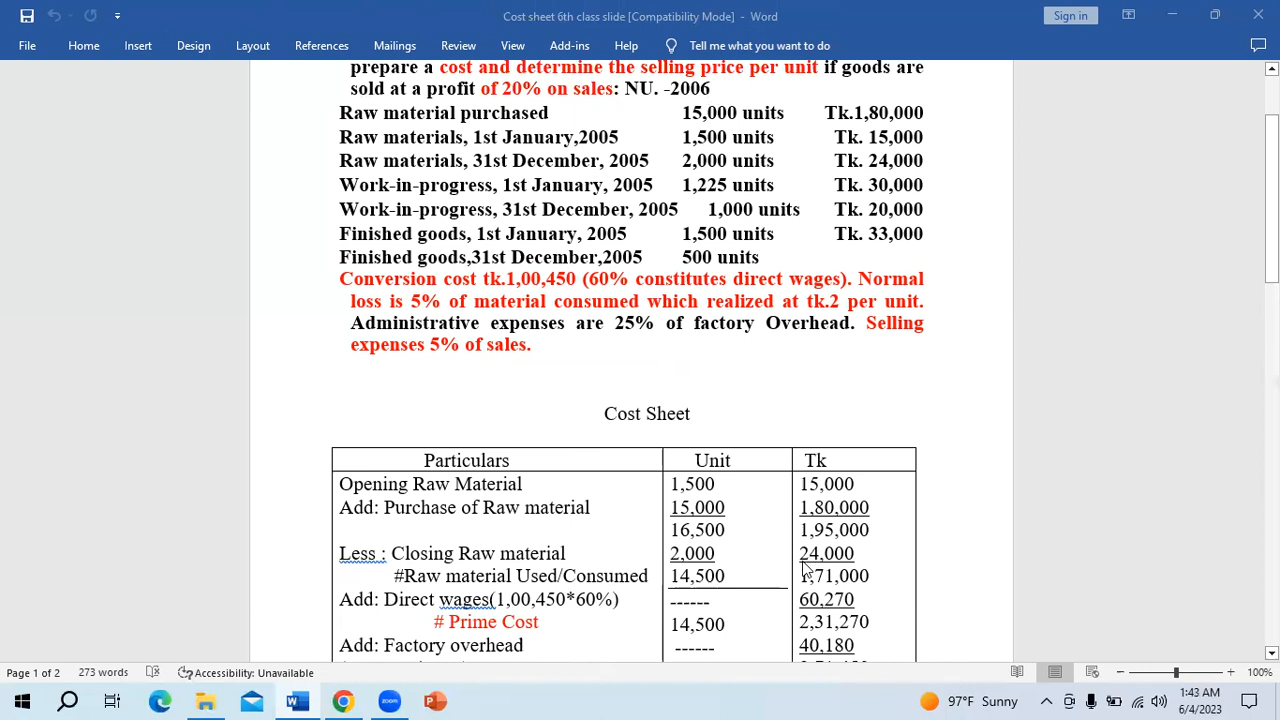 Cost sheet 6th class slide [Compatibility Mode] - Word
Sign in
File Home Insert Design Layout References Mailings Review View Add-ins Help Tell me what you want to do
prepare a cost and determine the selling price per unit if goods are
sold at a profit of 20% on sales: NU. -2006
Raw material purchased 15,000 units Tk.1,80,000
Raw materials, 1st January,2005 1,500 units Tk. 15,000
Raw materials, 31st December, 2005 2,000 units Tk. 24,000
Work-in-progress, 1st January, 2005 1,225 units Tk. 30,000
Work-in-progress, 31st December, 2005 1,000 units Tk. 20,000
Finished goods, 1st January, 2005 1,500 units Tk. 33,000
Finished goods,31st December,2005 500 units
Conversion cost tk.1,00,450 (60% constitutes direct wages). Normal
loss is 5% of material consumed which realized at tk.2 per unit.
Administrative expenses are 25% of factory Overhead. Selling
expenses 5% of sales.
Cost Sheet
Particulars Unit Tk
Opening Raw Material 1,500 15,000
Add: Purchase of Raw material 15,000 1,80,000
16,500 1,95,000
Less : Closing Raw material 2,000 24,000
#Raw material Used/Consumed 14,500 1,71,000
Add: Direct wages(1,00,450*60%) ------ 60,270
# Prime Cost 14,500 2,31,270
Add: Factory overhead ------ 40,180
Page 1 of 2 273 words Accessibility: Unavailable 100%
zoom
97°F Sunny
1:43 AM
6/4/2023